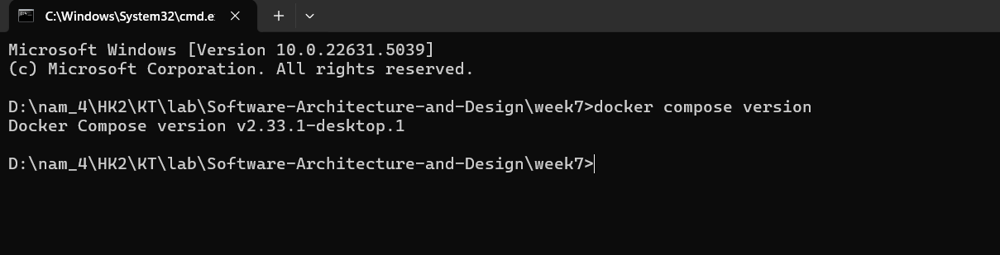 C:\Windows\System32\cmd.e
Microsoft Windows [Version 10.0.22631.5039]
(c) Microsoft Corporation. All rights reserved.
D:\nam_4\HK2\KT\lab\Software-Architecture-and-Design\week7>docker compose version
Docker Compose version v2.33.1-desktop.1
D:\nam_4\HK2\KT\lab\Software-Architecture-and-Design\week7>